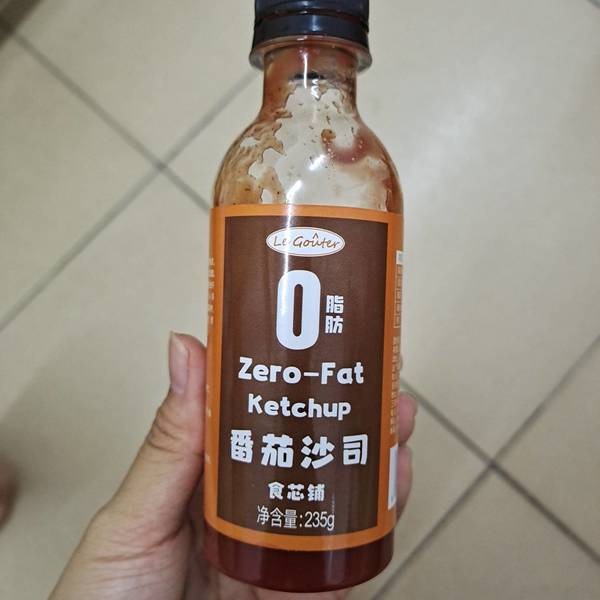 Le Goûter
0脂肪
Zero-Fat
Ketchup
番茄沙司
食芯铺
净含量:235g